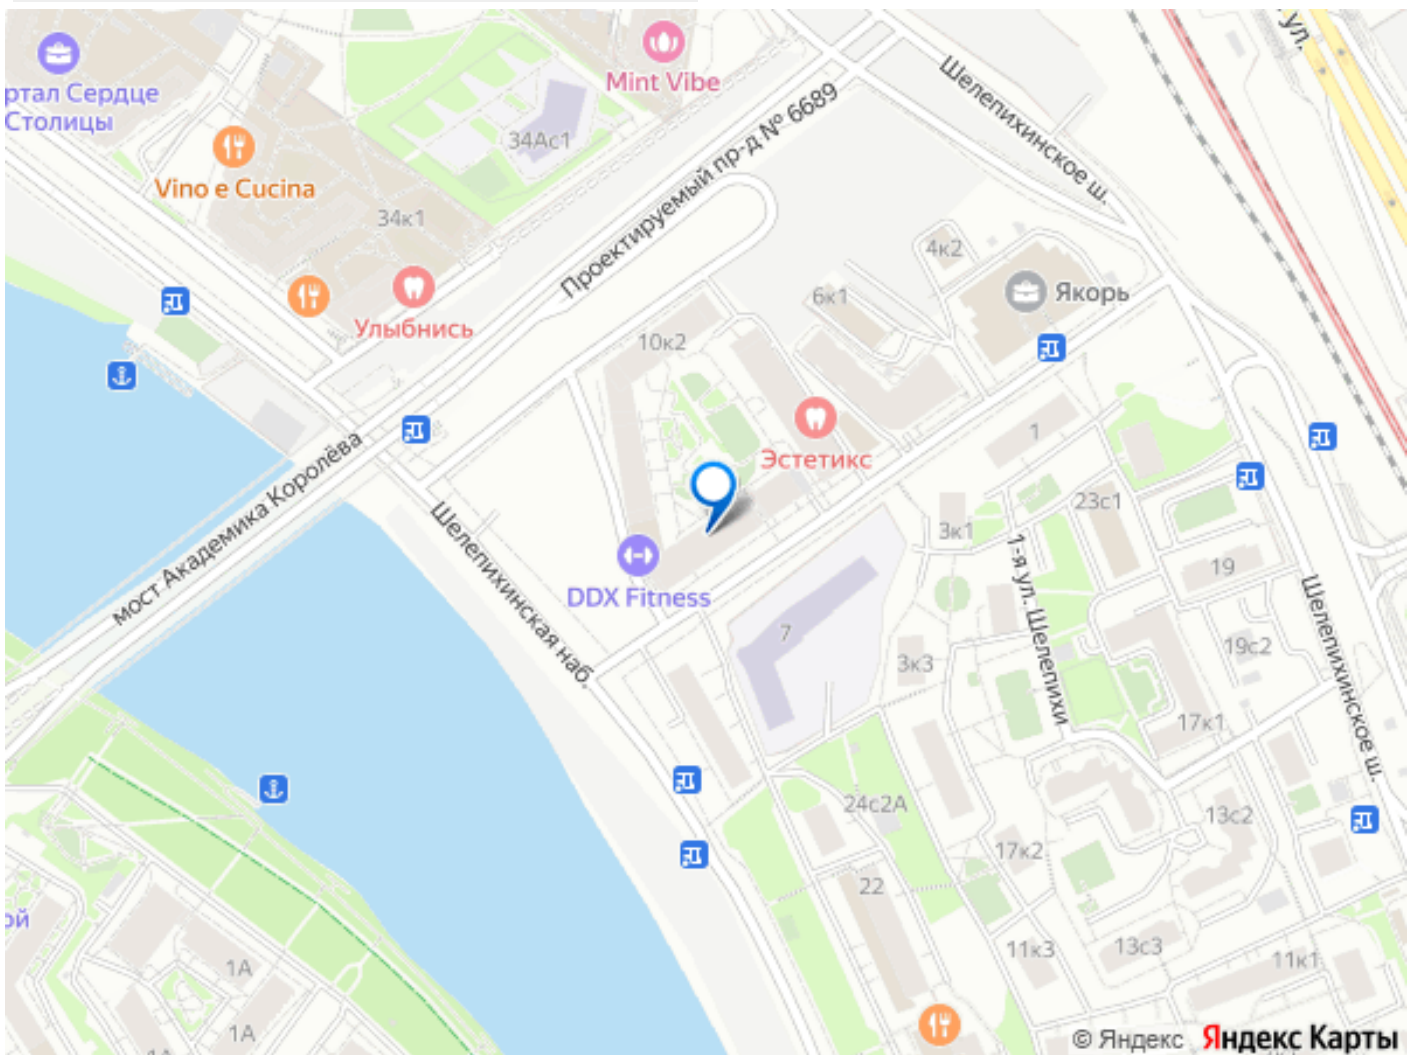 ул.
Mint Vibe
Шелепихинское ш.
ртал Сердце
Столицы
Проектируемый пр-д № 6689
34Ас1
Vino e Cucina
34к1
4к2
6к1
Якорь
Улыбнись
10к2
Эстетикс
1
мост Академика Королёва
Шелепихинская наб.
23с1
3к1
1-я ул. Шелепихи
19
DDX Fitness
Шелепихинское ш.
7
3к3
19с2
17к1
24с2А
13с2
17к2
22
ой
11к3
13с3
11к1
1А
1А
1А
© Яндекс Яндекс Карты